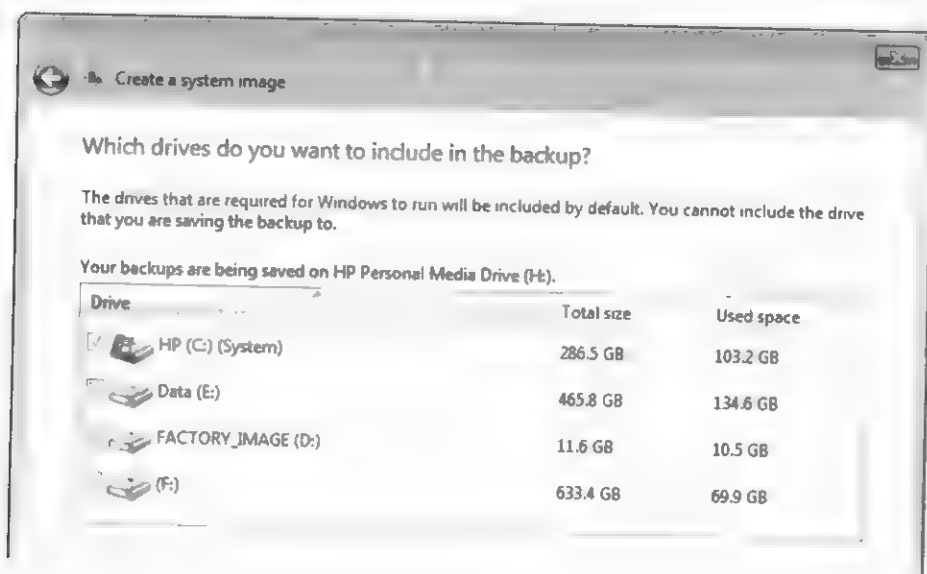 Create a system image
Which drives do you want to include in the backup?
The drives that are required for Windows to run will be included by default. You cannot include the drive
that you are saving the backup to.
Your backups are being saved on HP Personal Media Drive (H:).
Drive Total size Used space
HP (C:) (System) 286.5 GB 103.2 GB
Data (E:) 465.8 GB 134.6 GB
FACTORY_IMAGE (D:) 11.6 GB 10.5 GB
(F:) 633.4 GB 69.9 GB